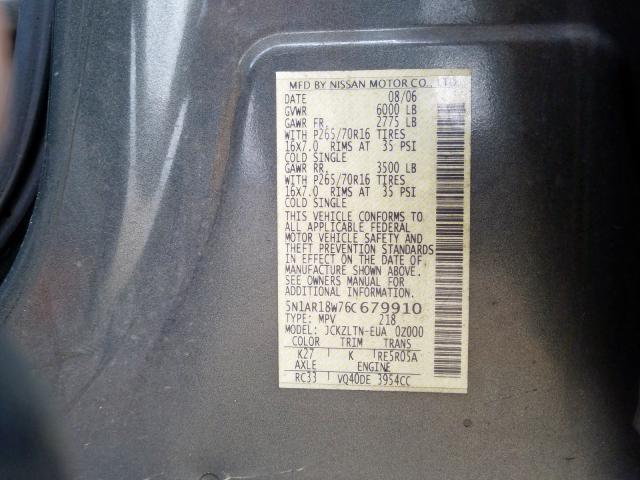 MFD BY NISSAN MOTOR CO., LTD.
DATE 08/06
GVWR 6000 LB
GAWR FR. 2775 LB
WITH P265/70R16 TIRES
16x7.0 RIMS AT 35 PSI
COLD SINGLE
GAWR RR. 3500 LB
WITH P265/70R16 TIRES
16x7.0 RIMS AT 35 PSI
COLD SINGLE
THIS VEHICLE CONFORMS TO
ALL APPLICABLE FEDERAL
MOTOR VEHICLE SAFETY AND
THEFT PREVENTION STANDARDS
IN EFFECT ON THE DATE OF
MANUFACTURE SHOWN ABOVE.
SEE OWNERS MANUAL FOR
ADDITIONAL INFORMATION.
5N1AR18W76C679910
TYPE: MPV 218
MODEL: JCKZLTN-EUA 0Z000
COLOR TRIM TRANS
K27 K RE5R05A
AXLE ENGINE
RC33 VQ40DE 3954CC